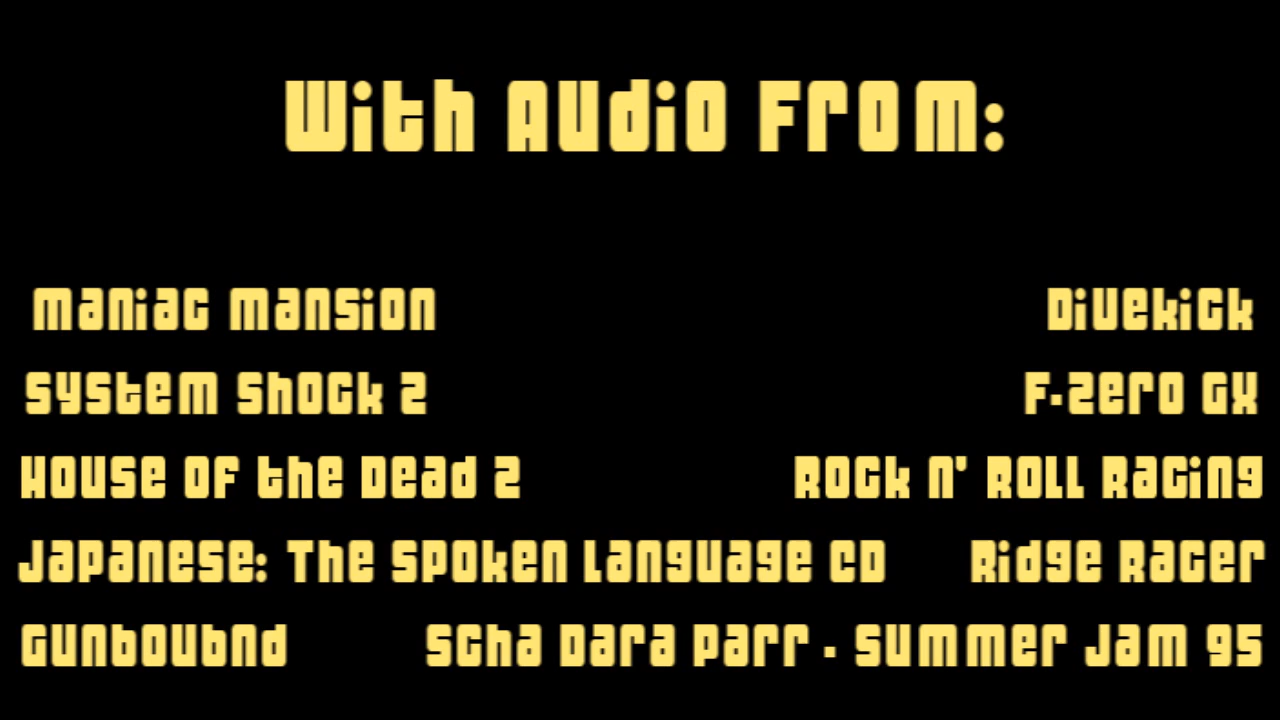 With Audio From:
Maniac Mansion Divekick
System Shock 2 F-Zero GX
House Of the Dead 2 Rock N' Roll Racing
Japanese: The Spoken Language CD Ridge Racer
Gunboubnd Scha Dara Parr - Summer Jam 95